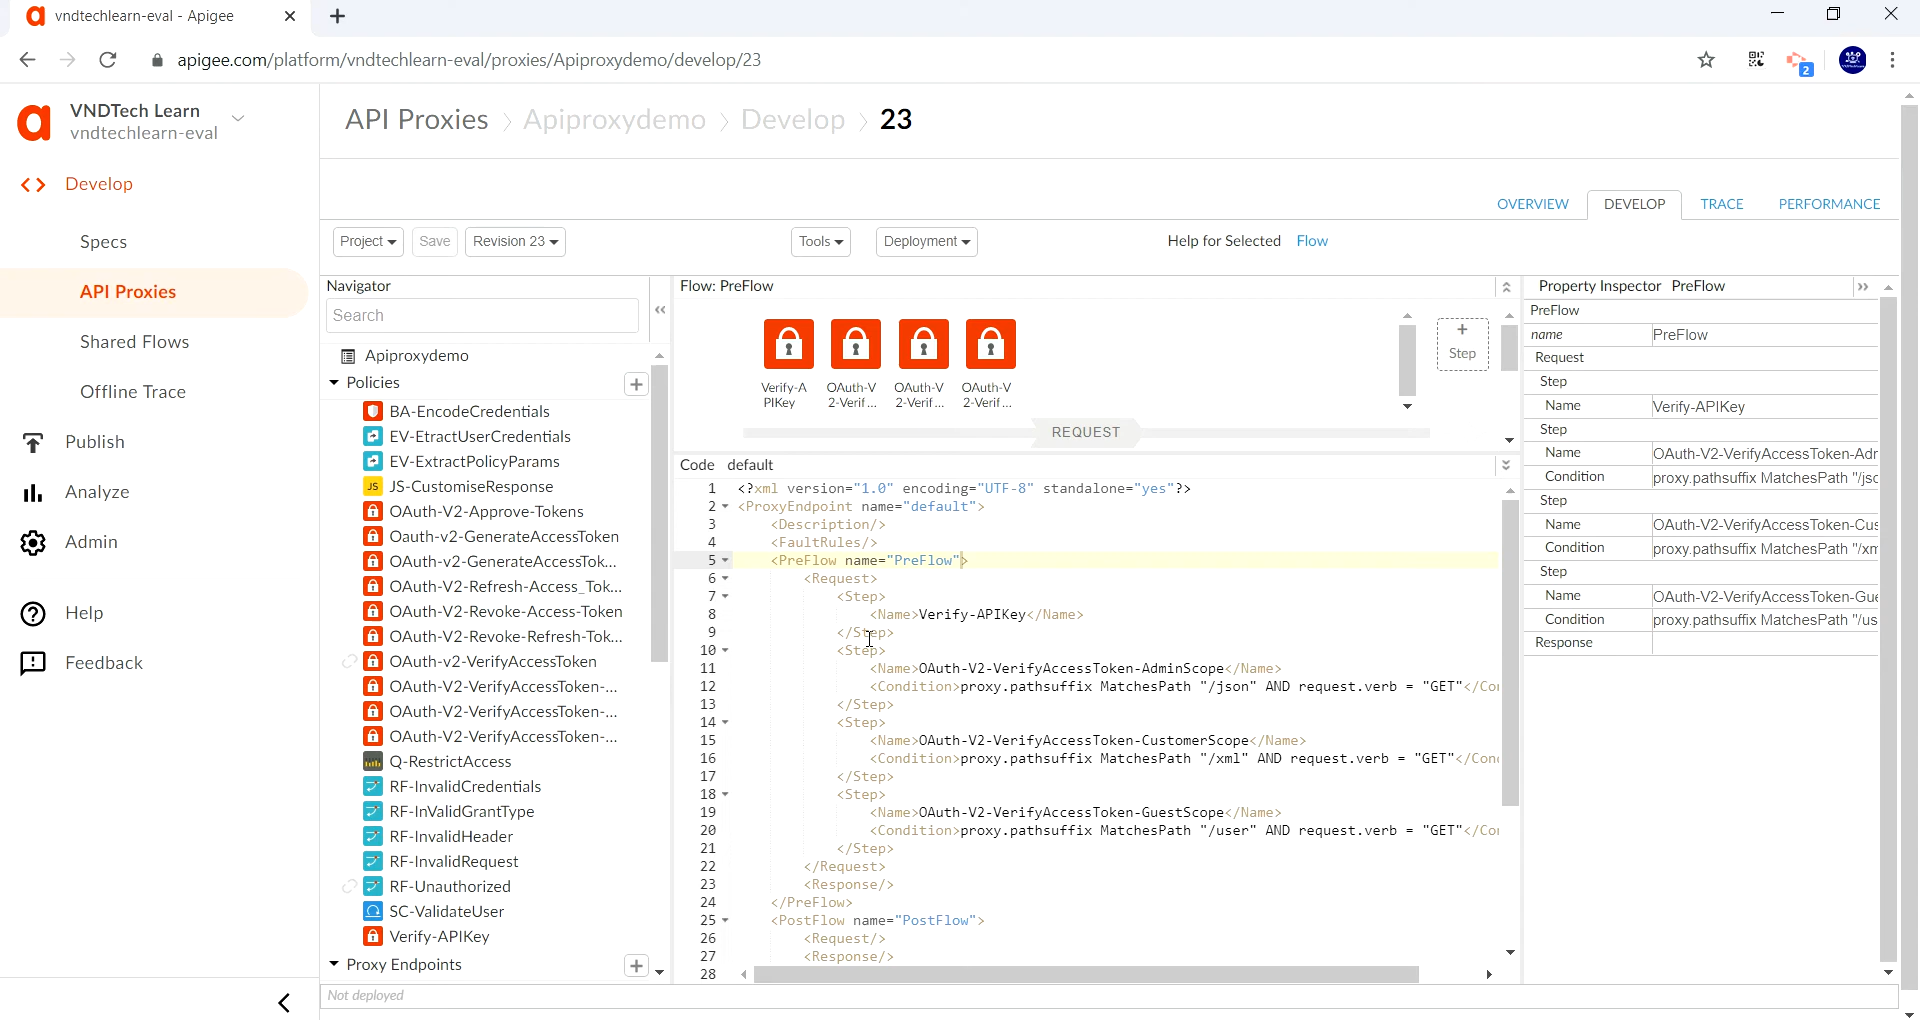 vndtechlearn-eval - Apigee
apigee.com/platform/vndtechlearn-eval/proxies/Apiproxydemo/develop/23
2
VNDTech Learn
vndtechlearn-eval
Develop
Specs
API Proxies
Shared Flows
Offline Trace
Publish
Analyze
Admin
Help
Feedback
API Proxies > Apiproxydemo > Develop > 23
OVERVIEW DEVELOP TRACE PERFORMANCE
Project Save Revision 23 Tools Deployment Help for Selected Flow
Navigator
Search
Apiproxydemo
Policies
BA-EncodeCredentials
EV-EtractUserCredentials
EV-ExtractPolicyParams
JS JS-CustomiseResponse
OAuth-V2-Approve-Tokens
Oauth-v2-GenerateAccessToken
OAuth-v2-GenerateAccessTok...
OAuth-V2-Refresh-Access_Tok...
OAuth-V2-Revoke-Access-Token
OAuth-V2-Revoke-Refresh-Tok...
OAuth-v2-VerifyAccessToken
OAuth-V2-VerifyAccessToken-...
OAuth-V2-VerifyAccessToken-...
OAuth-V2-VerifyAccessToken-...
Q-RestrictAccess
RF-InvalidCredentials
RF-InValidGrantType
RF-InvalidHeader
RF-InvalidRequest
RF-Unauthorized
SC-ValidateUser
Verify-APIKey
Proxy Endpoints
Flow: PreFlow
Verify-A
PIKey
OAuth-V
2-Verif...
OAuth-V
2-Verif...
OAuth-V
2-Verif...
+
Step
REQUEST
Code default
1 <?xml version="1.0" encoding="UTF-8" standalone="yes"?>
2 <ProxyEndpoint name="default">
3 <Description/>
4 <FaultRules/>
5 <PreFlow name="PreFlow">
6 <Request>
7 <Step>
8 <Name>Verify-APIKey</Name>
9 </Step>
10 <Step>
11 <Name>OAuth-V2-VerifyAccessToken-AdminScope</Name>
12 <Condition>proxy.pathsuffix MatchesPath "/json" AND request.verb = "GET"</Con
13 </Step>
14 <Step>
15 <Name>OAuth-V2-VerifyAccessToken-CustomerScope</Name>
16 <Condition>proxy.pathsuffix MatchesPath "/xml" AND request.verb = "GET"</Con
17 </Step>
18 <Step>
19 <Name>OAuth-V2-VerifyAccessToken-GuestScope</Name>
20 <Condition>proxy.pathsuffix MatchesPath "/user" AND request.verb = "GET"</Con
21 </Step>
22 </Request>
23 <Response/>
24 </PreFlow>
25 <PostFlow name="PostFlow">
26 <Request/>
27 <Response/>
28
Property Inspector PreFlow
PreFlow
name PreFlow
Request
Step
Name Verify-APIKey
Step
Name OAuth-V2-VerifyAccessToken-Adr
Condition proxy.pathsuffix MatchesPath "/jsc
Step
Name OAuth-V2-VerifyAccessToken-Cus
Condition proxy.pathsuffix MatchesPath "/xm
Step
Name OAuth-V2-VerifyAccessToken-Gue
Condition proxy.pathsuffix MatchesPath "/us
Response
Not deployed